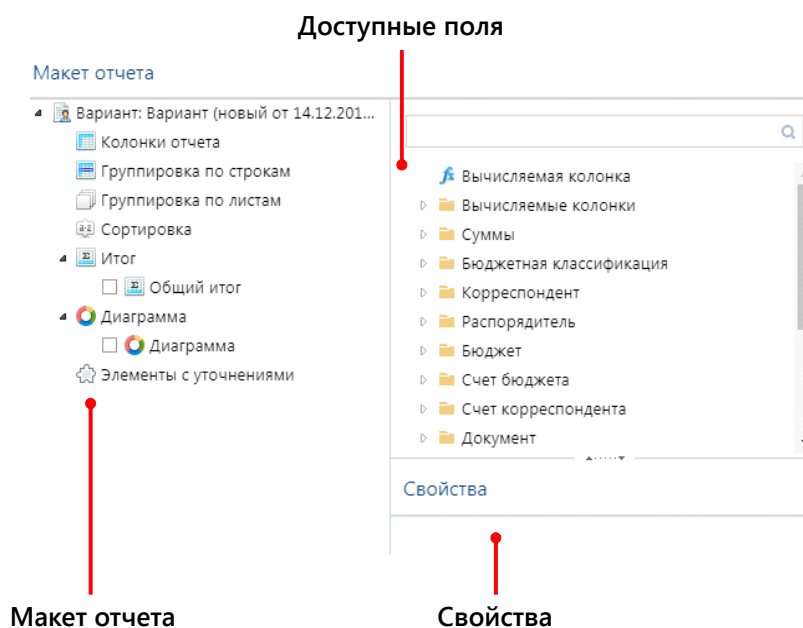 Доступные поля
Макет отчета
Вариант: Вариант (новый от 14.12.201...
Колонки отчета
Группировка по строкам
Группировка по листам
Сортировка
Итог
Общий итог
Диаграмма
Диаграмма
Элементы с уточнениями
Вычисляемая колонка
Вычисляемые колонки
Суммы
Бюджетная классификация
Корреспондент
Распорядитель
Бюджет
Счет бюджета
Счет корреспондента
Документ
Свойства
Макет отчета
Свойства